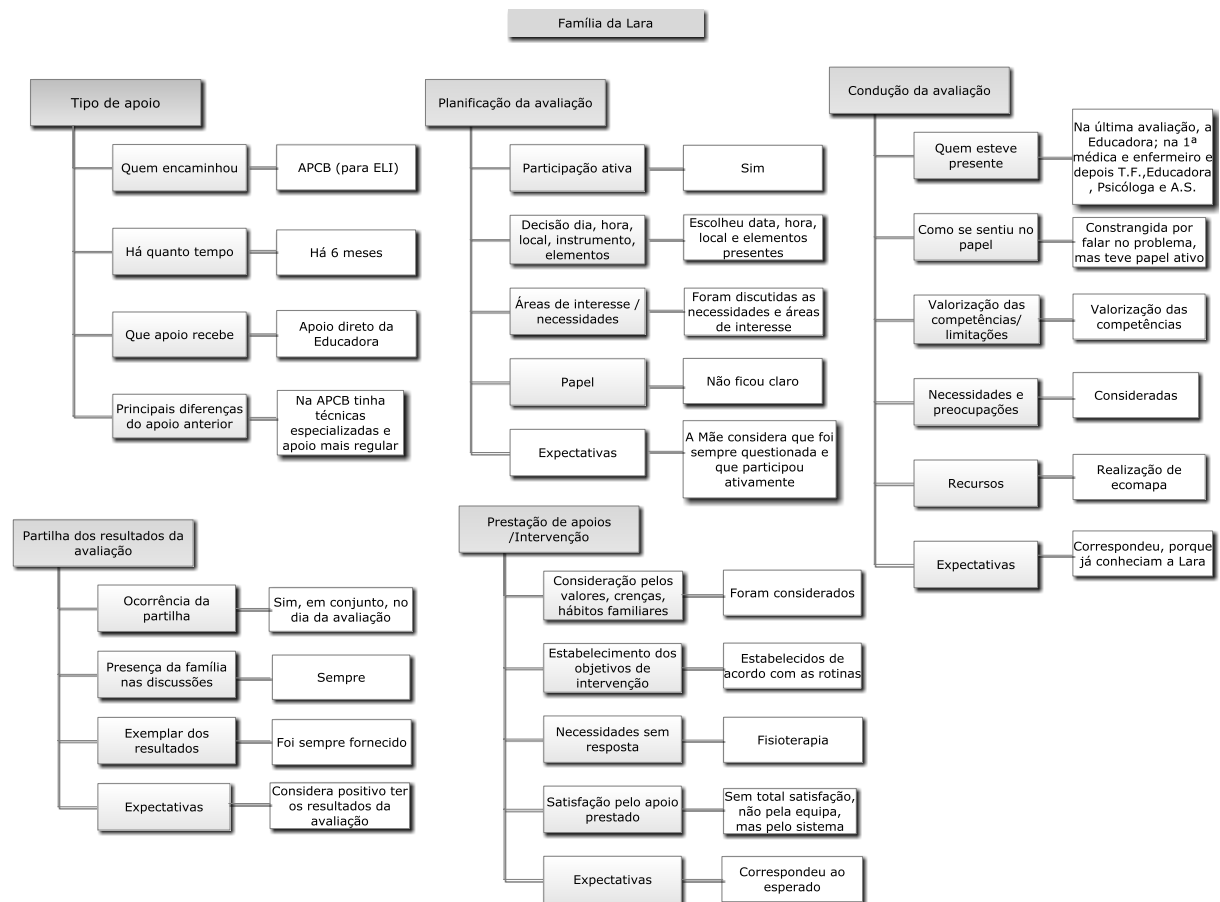 Família da Lara
Tipo de apoio
Quem encaminhou
APCB (para ELI)
Há quanto tempo
Há 6 meses
Que apoio recebe
Apoio direto da
Educadora
Principais diferenças
do apoio anterior
Na APCB tinha
técnicas
especializadas e
apoio mais regular
Planificação da avaliação
Participação ativa
Sim
Decisão dia, hora,
local, instrumento,
elementos
Escolheu data, hora,
local e elementos
presentes
Áreas de interesse /
necessidades
Foram discutidas as
necessidades e áreas
de interesse
Papel
Não ficou claro
Expectativas
A Mãe considera que foi
sempre questionada e
que participou
ativamente
Condução da avaliação
Quem esteve
presente
Na última avaliação, a
Educadora; na 1ª
médica e enfermeiro e
depois T.F.,Educadora
, Psicóloga e A.S.
Como se sentiu no
papel
Constrangida por
falar no problema,
mas teve papel ativo
Valorização das
competências/
limitações
Valorização das
competências
Necessidades e
preocupações
Consideradas
Recursos
Realização de
ecomapa
Expectativas
Correspondeu, porque
já conheciam a Lara
Partilha dos resultados da
avaliação
Ocorrência da
partilha
Sim, em conjunto, no
dia da avaliação
Presença da família
nas discussões
Sempre
Exemplar dos
resultados
Foi sempre fornecido
Expectativas
Considera positivo ter
os resultados da
avaliação
Prestação de apoios
/Intervenção
Consideração pelos
valores, crenças,
hábitos familiares
Foram considerados
Estabelecimento dos
objetivos de
intervenção
Estabelecidos de
acordo com as rotinas
Necessidades sem
resposta
Fisioterapia
Satisfação pelo apoio
prestado
Sem total satisfação,
não pela equipa,
mas pelo sistema
Expectativas
Correspondeu ao
esperado